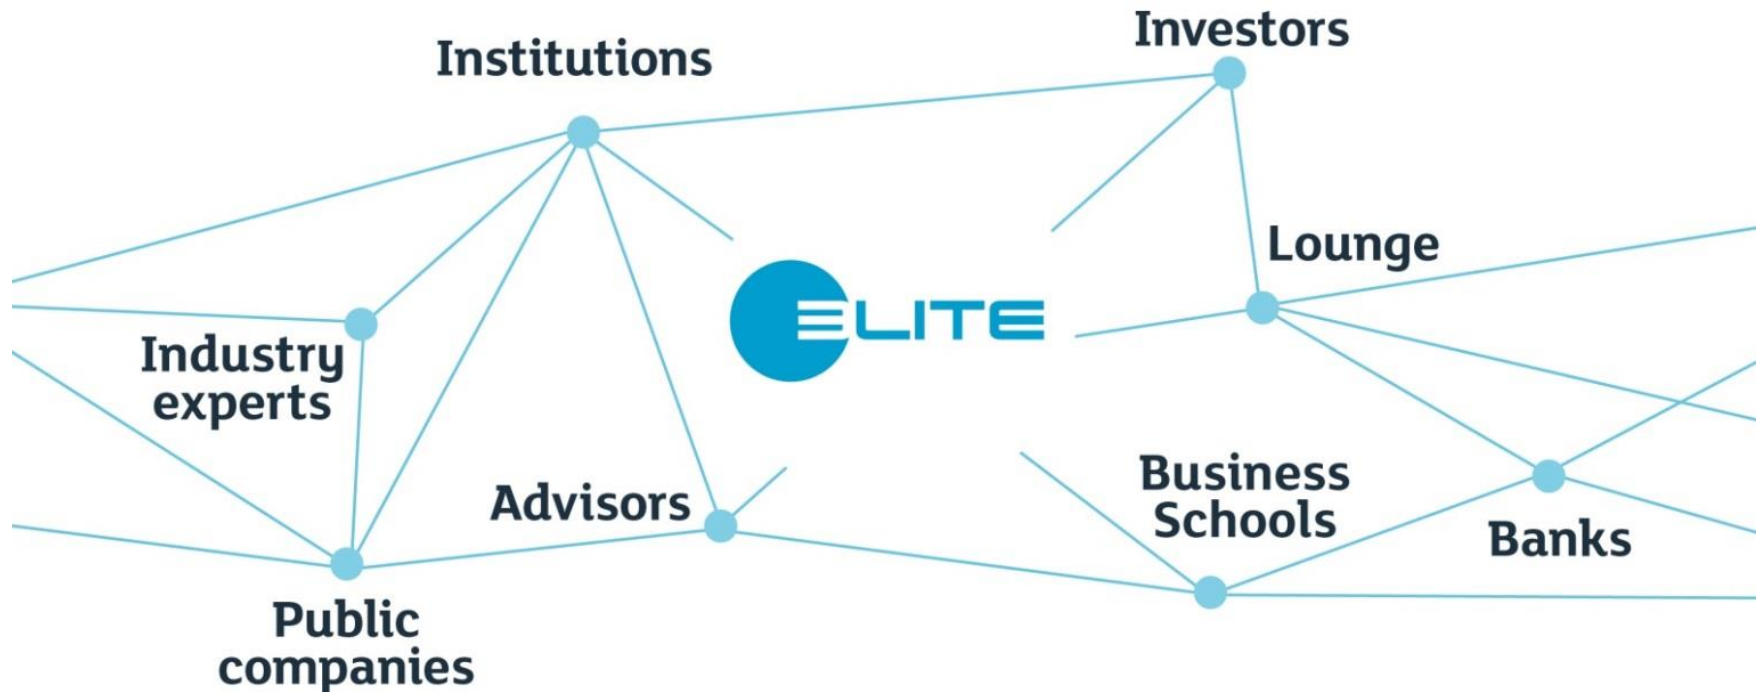 Investors
Institutions
Lounge
ELITE
Industry
experts
Advisors
Business
Schools
Banks
Public
companies